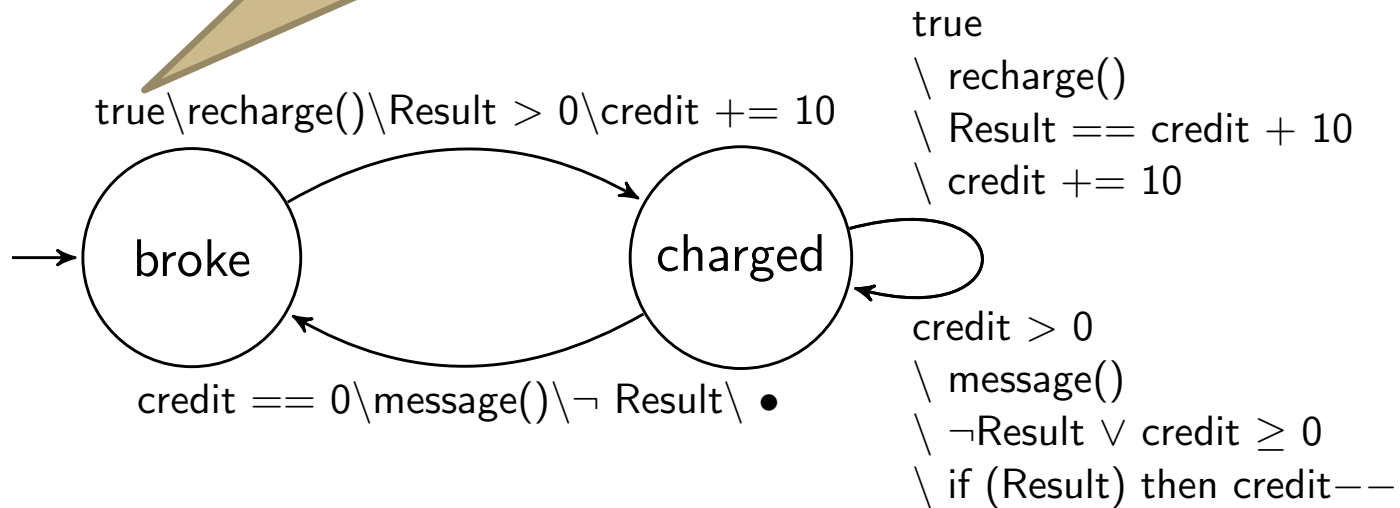 true\recharge()\Result > 0\credit += 10
broke
charged
credit == 0\message()\¬ Result\ •
true
\ recharge()
\ Result == credit + 10
\ credit += 10
credit > 0
\ message()
\ ¬Result ∨ credit ≥ 0
\ if (Result) then credit−−